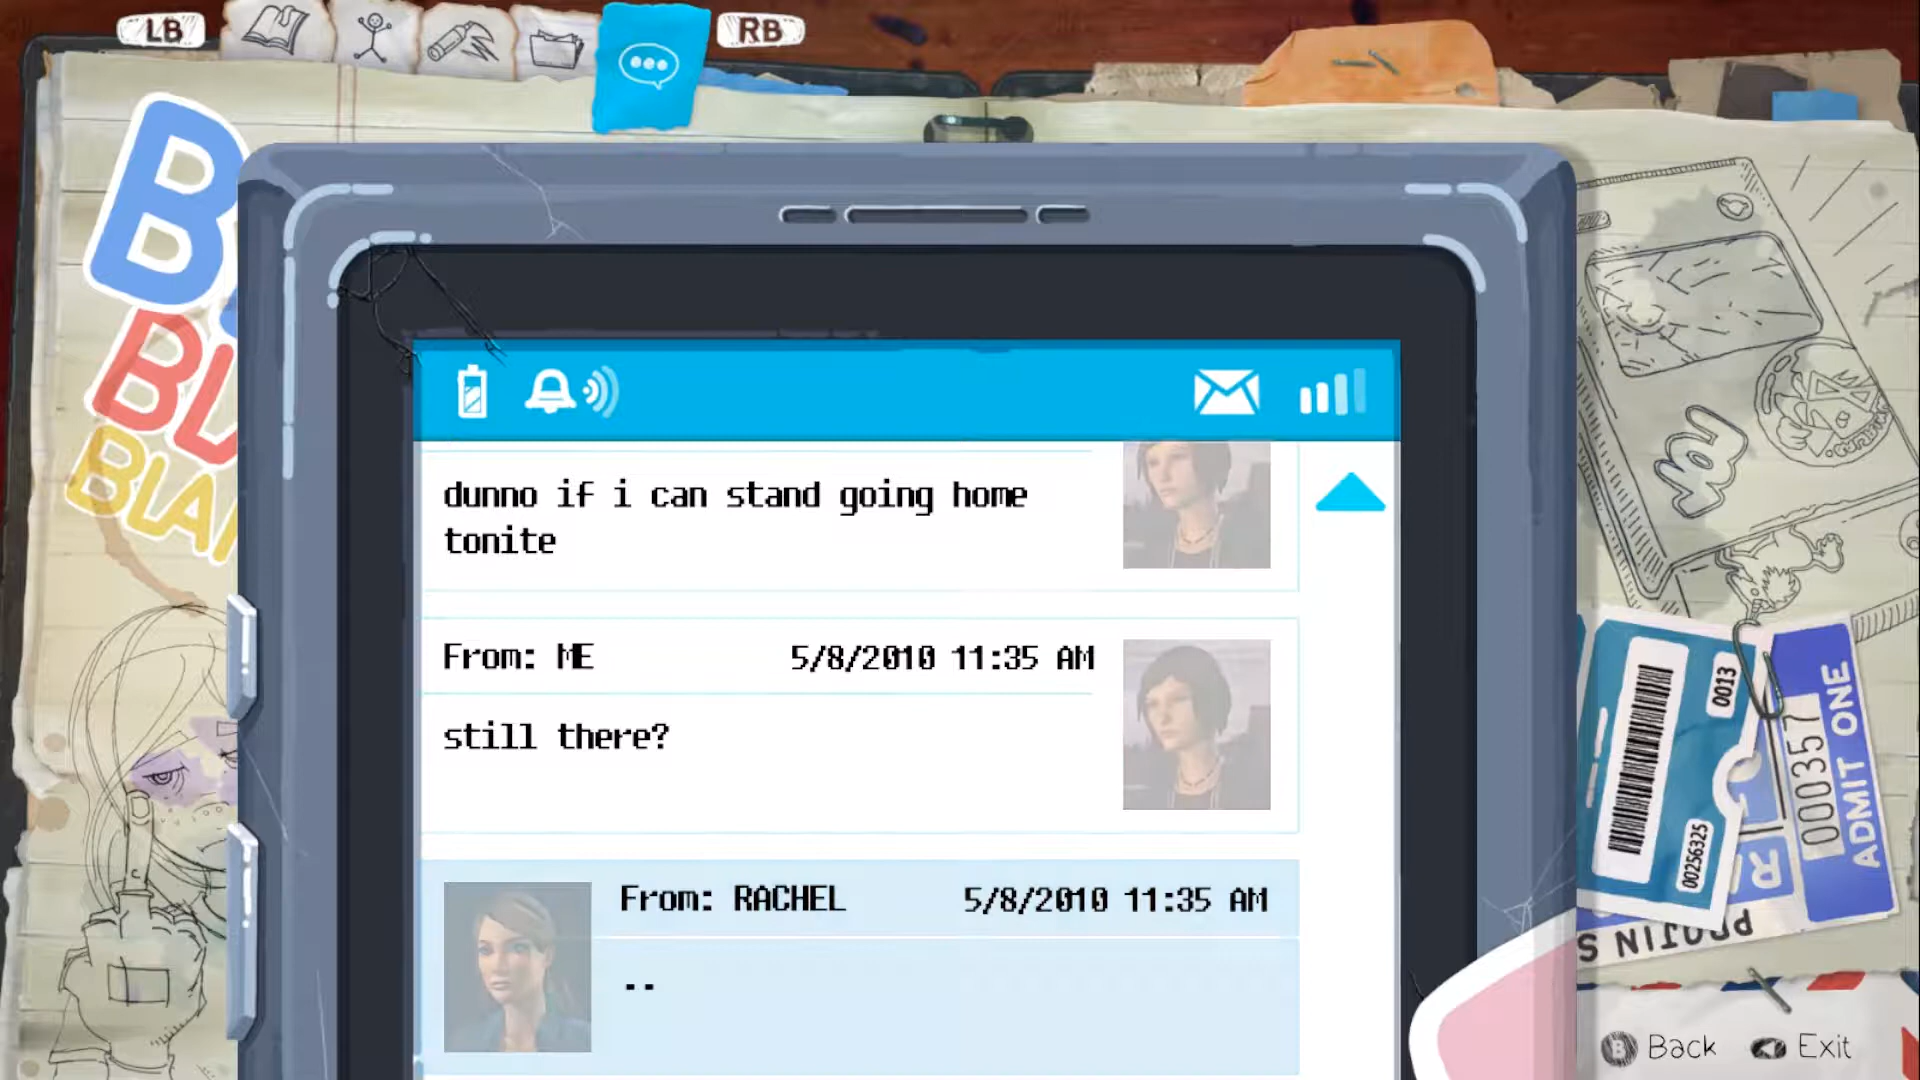 LB
RB
dunno if i can stand going home
tonite
From: ME 5/8/2010 11:35 AM
still there?
From: RACHEL 5/8/2010 11:35 AM
..
0013
00256325
000357
ADMIT ONE
B Back
Exit